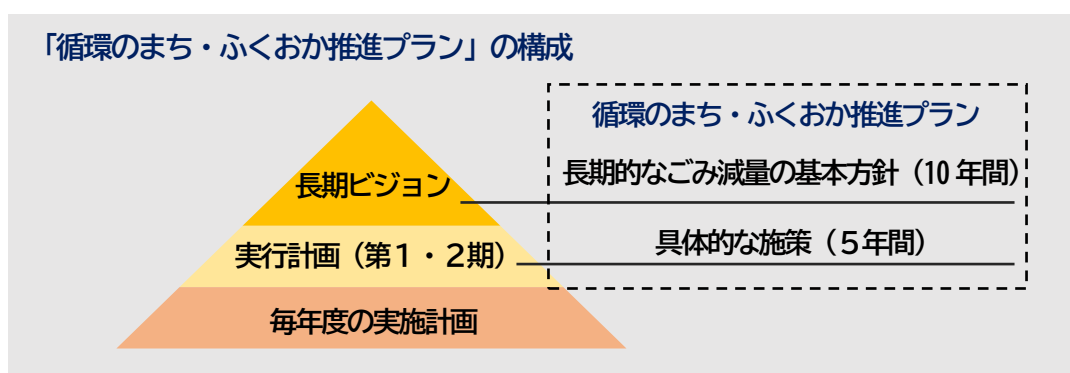 「循環のまち・ふくおか推進プラン」の構成
循環のまち・ふくおか推進プラン
長期ビジョン
長期的なごみ減量の基本方針（10 年間）
実行計画（第１・２期）
具体的な施策（５年間）
毎年度の実施計画